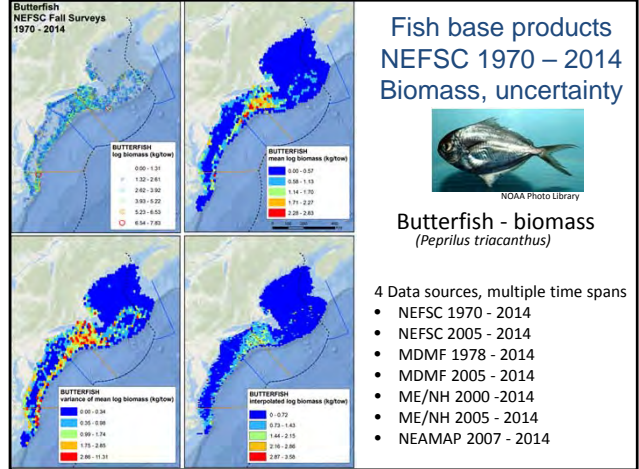 Butterfish
NEFSC Fall Surveys
1970 - 2014
BUTTERFISH
log biomass (kg/tow)
0.00 - 1.31
1.32 - 2.61
2.62 - 3.92
3.93 - 5.22
5.23 - 6.53
6.54 - 7.83
BUTTERFISH
mean log biomass (kg/tow)
0.00 - 0.57
0.58 - 1.13
1.14 - 1.70
1.71 - 2.27
2.28 - 2.83
BUTTERFISH
variance of mean log biomass (kg/tow)
0.00 - 0.34
0.35 - 0.98
0.99 - 1.74
1.75 - 2.85
2.86 - 11.31
BUTTERFISH
interpolated log biomass (kg/tow)
0 - 0.72
0.73 - 1.43
1.44 - 2.15
2.16 - 2.86
2.87 - 3.58
Fish base products
NEFSC 1970 – 2014
Biomass, uncertainty
NOAA Photo Library
Butterfish - biomass
(Peprilus triacanthus)
4 Data sources, multiple time spans
• NEFSC 1970 - 2014
• NEFSC 2005 - 2014
• MDMF 1978 - 2014
• MDMF 2005 - 2014
• ME/NH 2000 -2014
• ME/NH 2005 - 2014
• NEAMAP 2007 - 2014